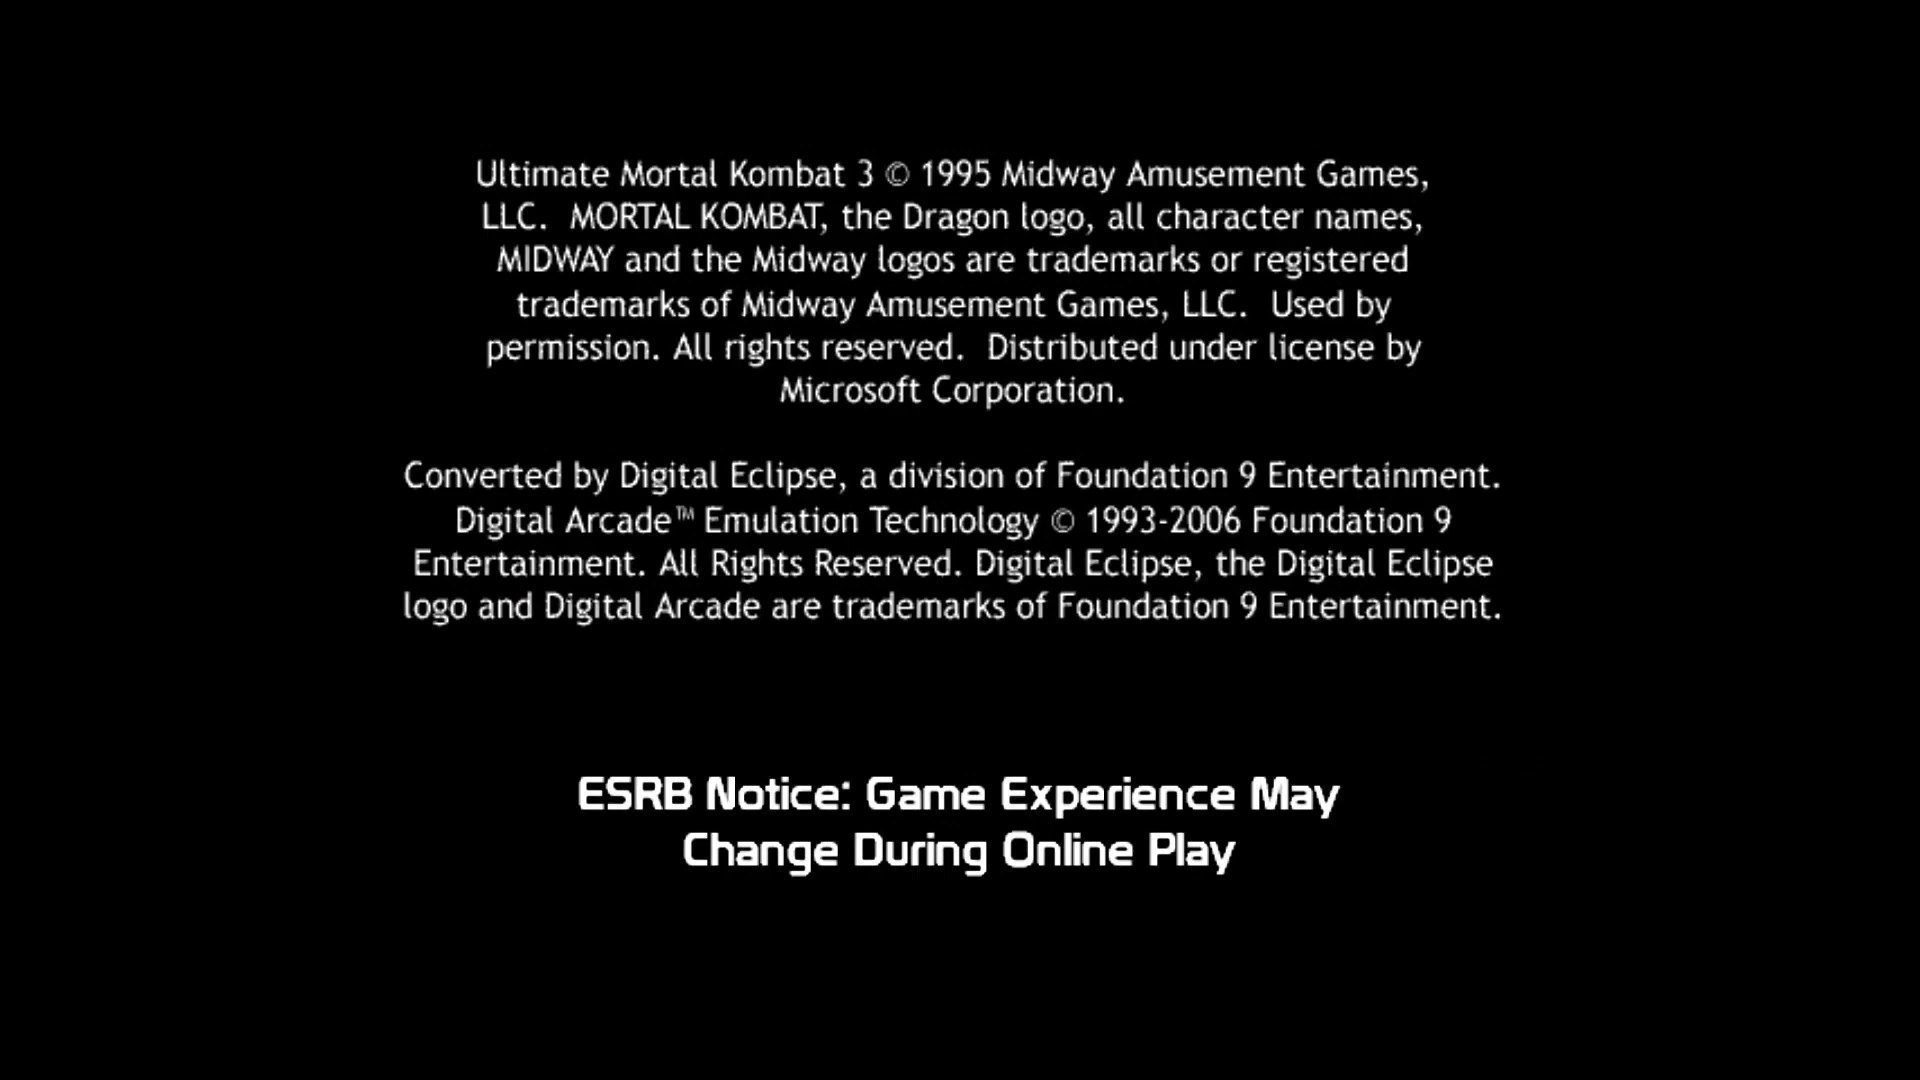 Ultimate Mortal Kombat 3 © 1995 Midway Amusement Games,
LLC.  MORTAL KOMBAT, the Dragon logo, all character names,
MIDWAY and the Midway logos are trademarks or registered
trademarks of Midway Amusement Games, LLC.  Used by
permission. All rights reserved.  Distributed under license by
Microsoft Corporation.
Converted by Digital Eclipse, a division of Foundation 9 Entertainment.
Digital Arcade™ Emulation Technology © 1993-2006 Foundation 9
Entertainment. All Rights Reserved. Digital Eclipse, the Digital Eclipse
logo and Digital Arcade are trademarks of Foundation 9 Entertainment.
ESRB Notice: Game Experience May
Change During Online Play